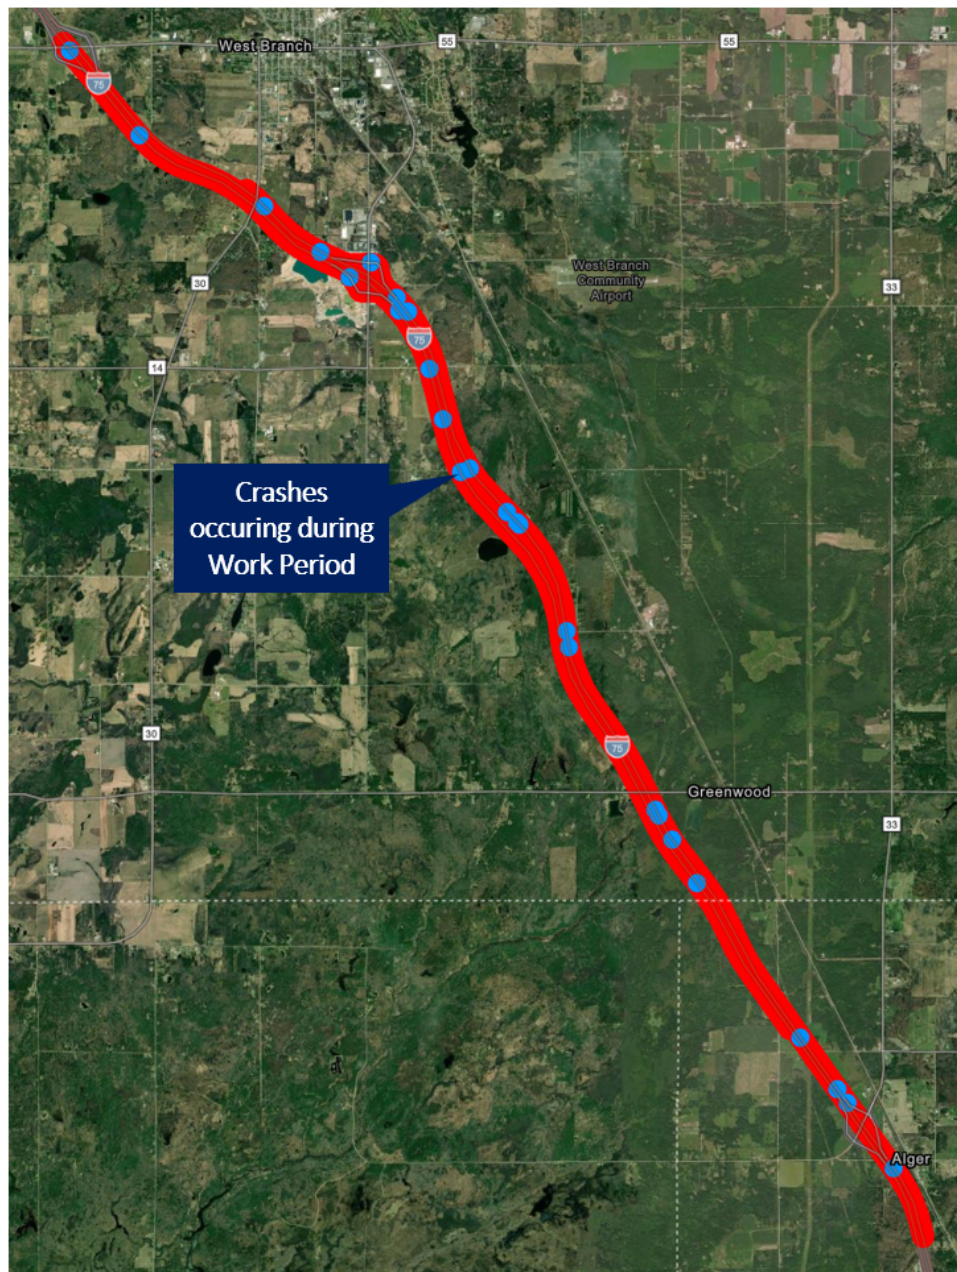 West Branch
55
55
75
West Branch
Community
Airport
30
33
75
14
Crashes
occuring during
Work Period
30
75
Greenwood
33
Alger